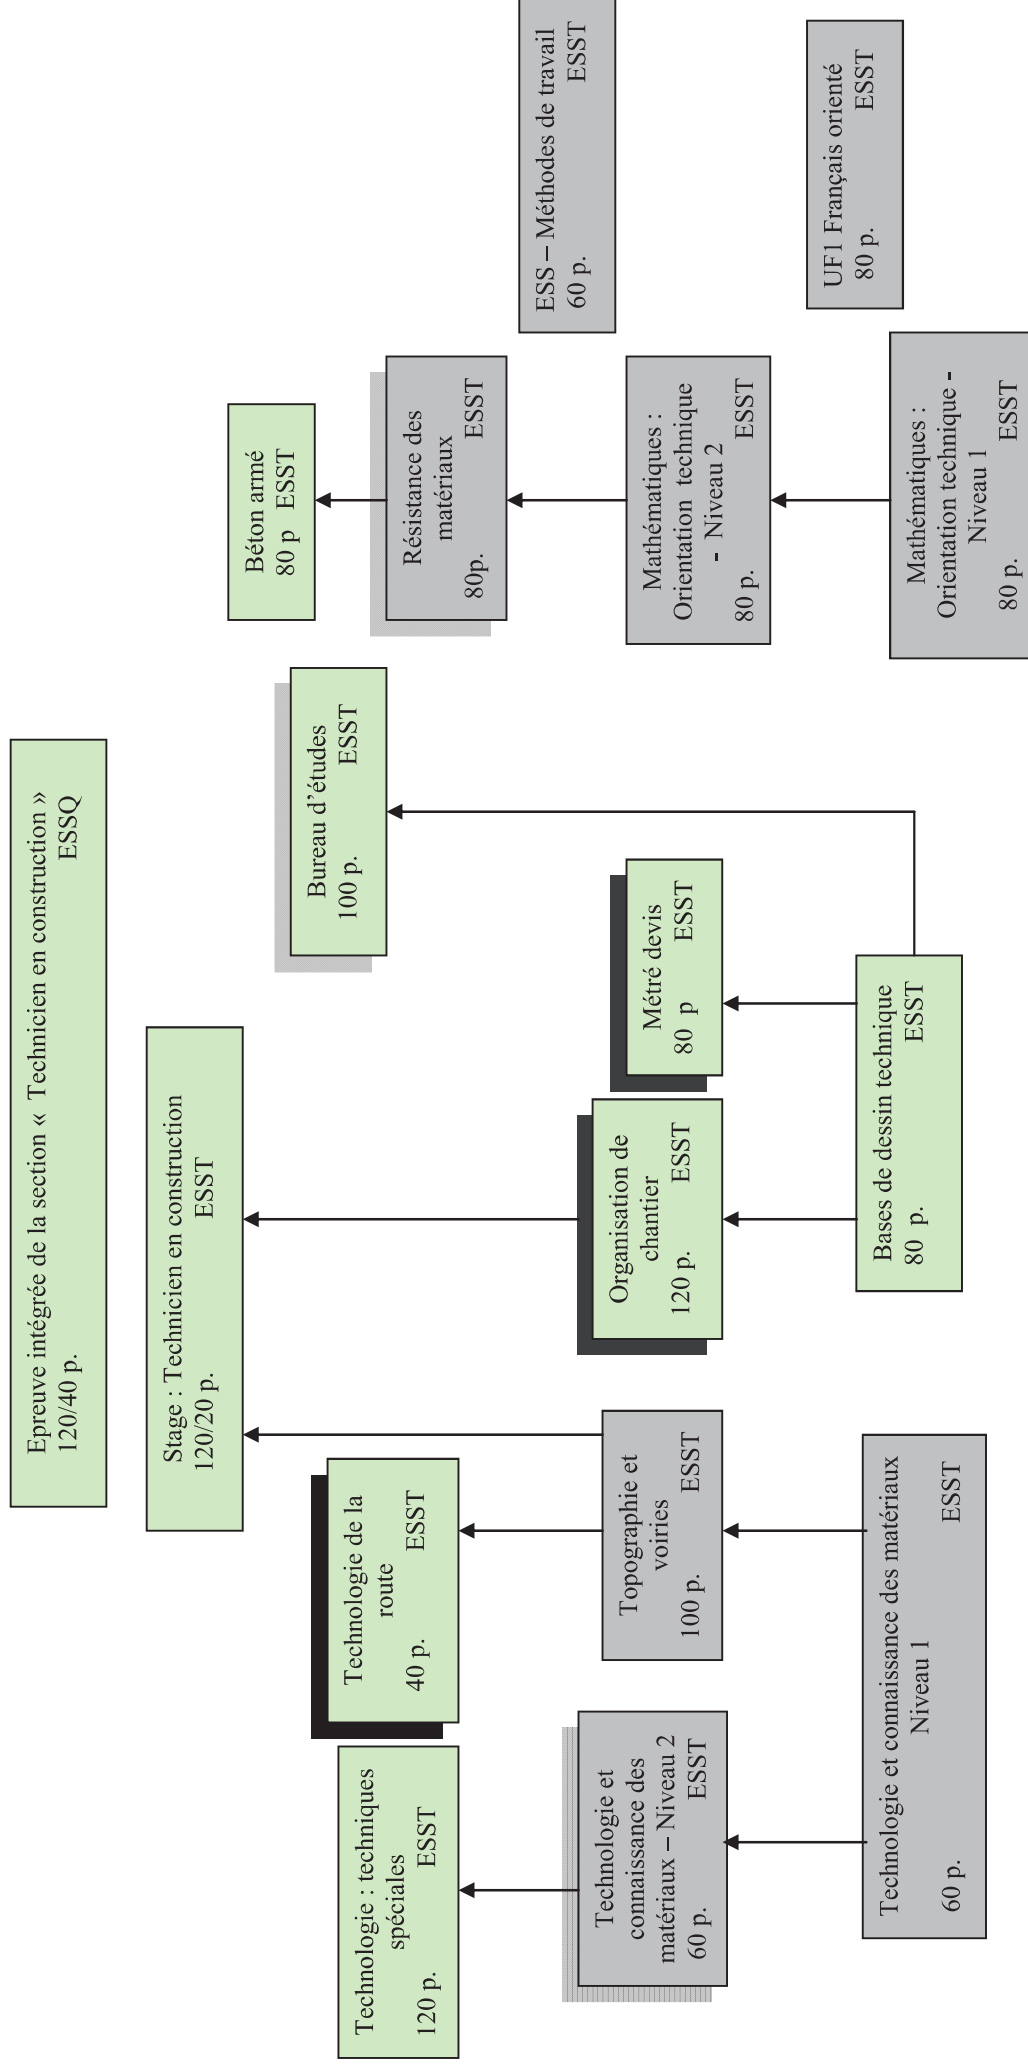 Epreuve intégrée de la section « Technicien en construction »
120/40 p. ESSQ
Stage : Technicien en construction
120/20 p. ESST
Technologie : techniques
spéciales
120 p. ESST
Technologie de la
route
40 p. ESST
Bureau d’études
100 p. ESST
Béton armé
80 p ESST
Technologie et
connaissance des
matériaux – Niveau 2
60 p. ESST
Topographie et
voiries
100 p. ESST
Organisation de
chantier
120 p. ESST
Métré devis
80 p ESST
Résistance des
matériaux
80p. ESST
Mathématiques :
Orientation technique
- Niveau 2
80 p. ESST
ESS – Méthodes de travail
60 p. ESST
Technologie et connaissance des matériaux
Niveau 1
60 p. ESST
Bases de dessin technique
80 p. ESST
Mathématiques :
Orientation technique -
Niveau 1
80 p. ESST
UF1 Français orienté
80 p. ESST